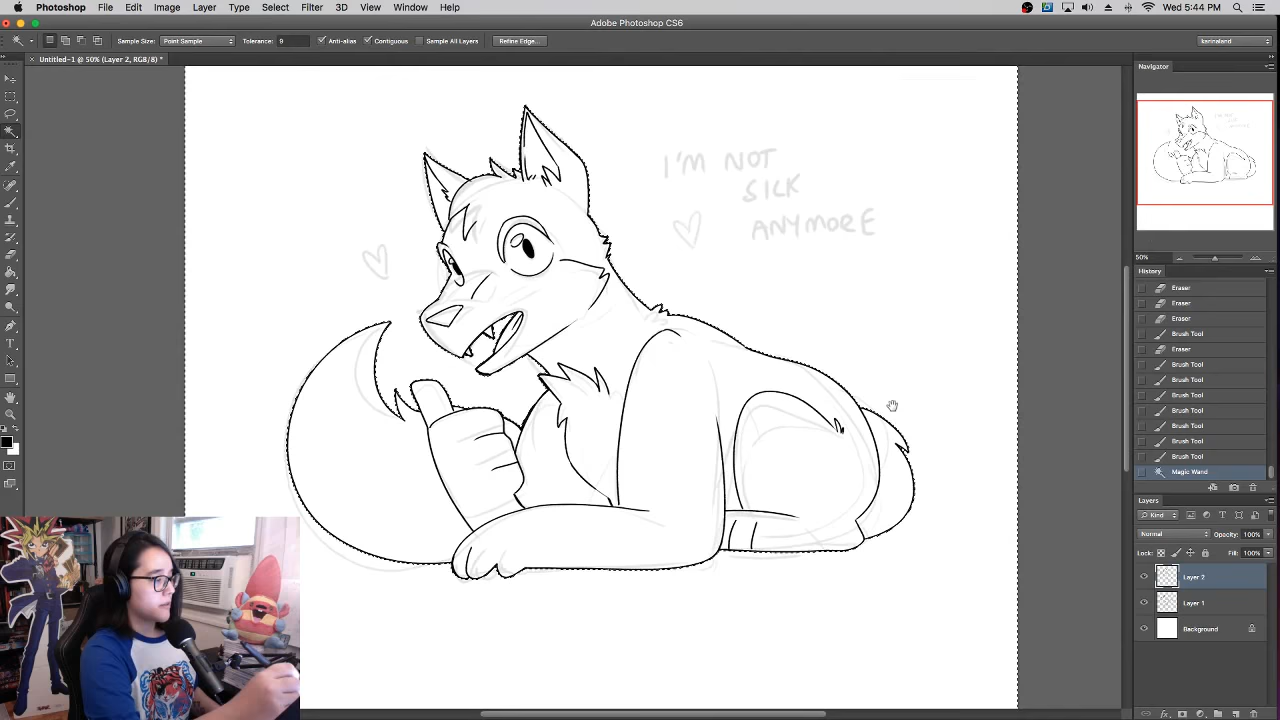 Photoshop File Edit Image Layer Type Select Filter 3D View Window Help
Wed 5:44 PM
Adobe Photoshop CS6
Sample Size: Point Sample Tolerance: 9 Anti-alias Contiguous Sample All Layers Refine Edge... karinaland
Untitled-1 @ 50% (Layer 2, RGB/8) *
Navigator
I'M NOT
SICK
ANYMORE
50%
History
Eraser
Eraser
Eraser
Brush Tool
Eraser
Brush Tool
Brush Tool
Brush Tool
Brush Tool
Brush Tool
Brush Tool
Brush Tool
Magic Wand
Layers
Kind
Normal Opacity: 100%
Lock: Fill: 100%
Layer 2
Layer 1
Background